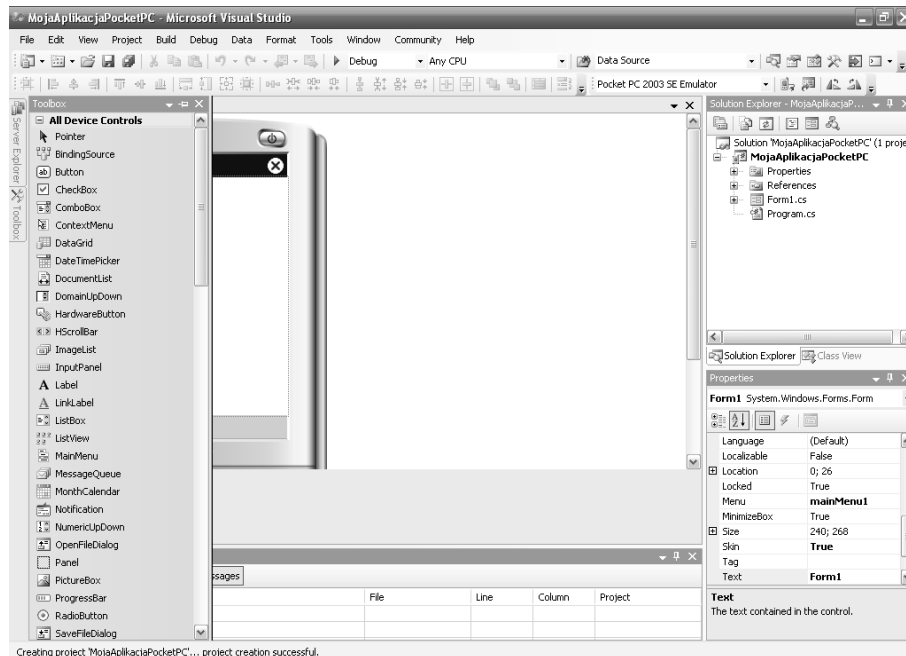 MojaAplikacjaPocketPC - Microsoft Visual Studio
File Edit View Project Build Debug Data Format Tools Window Community Help
Debug Any CPU Data Source
Pocket PC 2003 SE Emulator
Server Explorer
Toolbox
Toolbox
All Device Controls
Pointer
BindingSource
Button
CheckBox
ComboBox
ContextMenu
DataGrid
DateTimePicker
DocumentList
DomainUpDown
HardwareButton
HScrollBar
ImageList
InputPanel
Label
LinkLabel
ListBox
ListView
MainMenu
MessageQueue
MonthCalendar
Notification
NumericUpDown
OpenFileDialog
Panel
PictureBox
ProgressBar
RadioButton
SaveFileDialog
ssages
File Line Column Project
Solution Explorer - MojaAplikacjaP...
Solution 'MojaAplikacjaPocketPC' (1 proje
MojaAplikacjaPocketPC
Properties
References
Form1.cs
Program.cs
Solution Explorer Class View
Properties
Form1 System.Windows.Forms.Form
Language (Default)
Localizable False
Location 0; 26
Locked True
Menu mainMenu1
MinimizeBox True
Size 240; 268
Skin True
Tag
Text Form1
Text
The text contained in the control.
Creating project 'MojaAplikacjaPocketPC'... project creation successful.